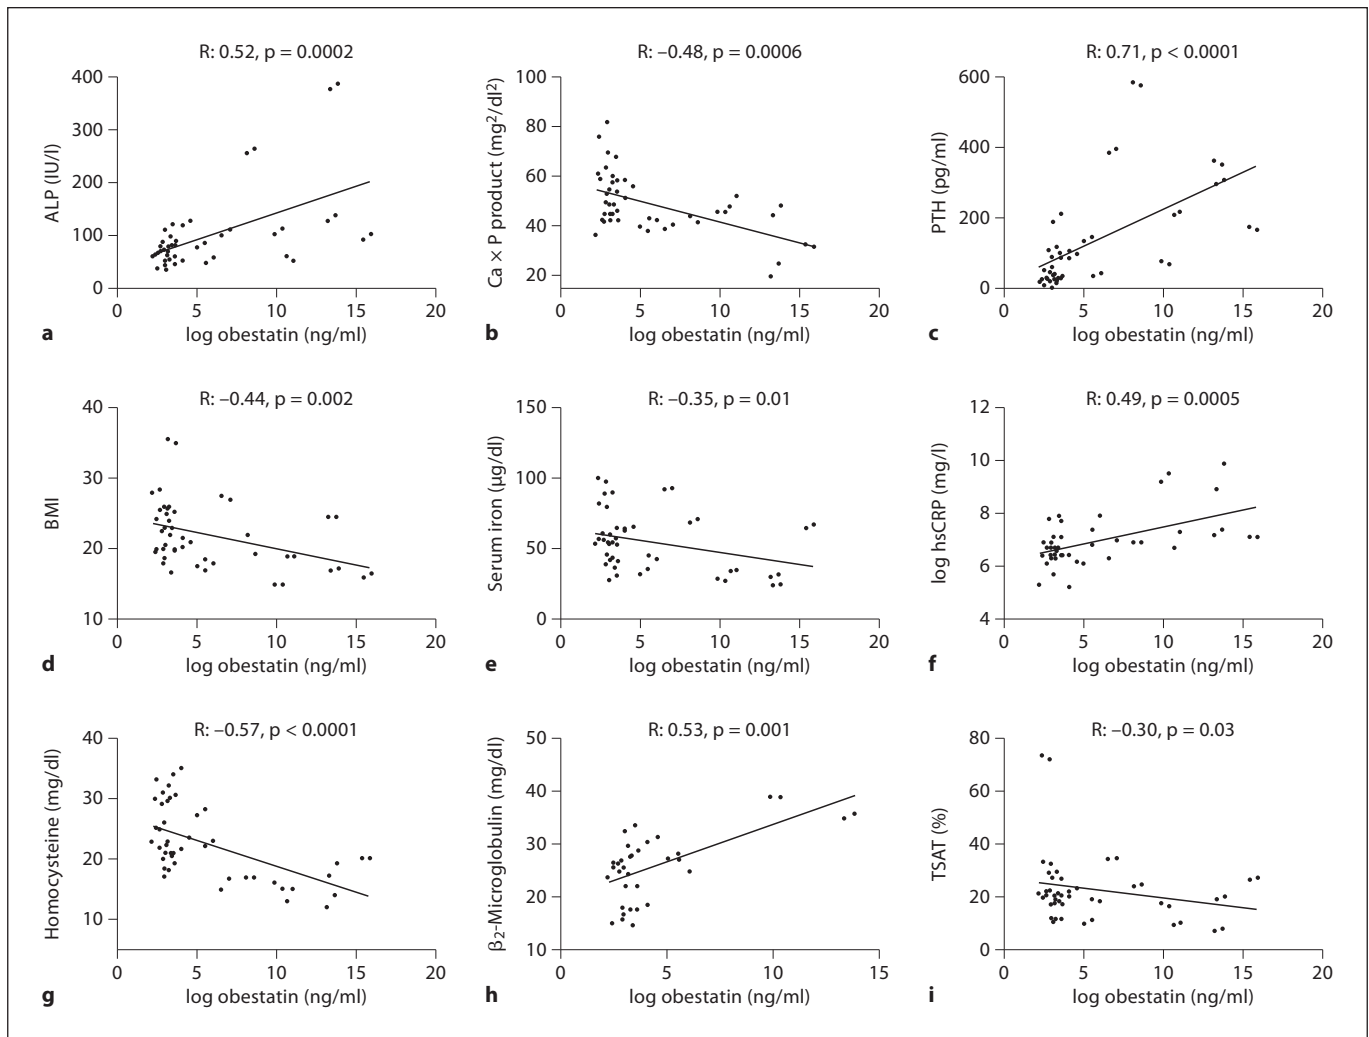 R: 0.52, p = 0.0002
400
300
200
100
0
ALP (IU/l)
0 5 10 15 20
log obestatin (ng/ml)
a
R: –0.48, p = 0.0006
100
80
60
40
20
Ca × P product (mg²/dl²)
0 5 10 15 20
log obestatin (ng/ml)
b
R: 0.71, p < 0.0001
600
400
200
0
PTH (pg/ml)
0 5 10 15 20
log obestatin (ng/ml)
c
R: –0.44, p = 0.002
40
30
20
10
BMI
0 5 10 15 20
log obestatin (ng/ml)
d
R: –0.35, p = 0.01
150
100
50
0
Serum iron (μg/dl)
0 5 10 15 20
log obestatin (ng/ml)
e
R: 0.49, p = 0.0005
12
10
8
6
4
log hsCRP (mg/l)
0 5 10 15 20
log obestatin (ng/ml)
f
R: –0.57, p < 0.0001
40
30
20
10
Homocysteine (mg/dl)
0 5 10 15 20
log obestatin (ng/ml)
g
R: 0.53, p = 0.001
50
40
30
20
10
β₂-Microglobulin (mg/dl)
0 5 10 15
log obestatin (ng/ml)
h
R: –0.30, p = 0.03
80
60
40
20
0
TSAT (%)
0 5 10 15 20
log obestatin (ng/ml)
i